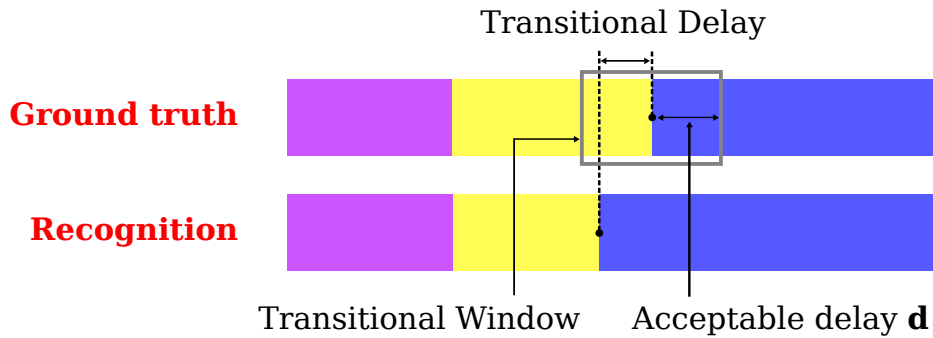 Transitional Delay
Ground truth
Recognition
Transitional Window
Acceptable delay d